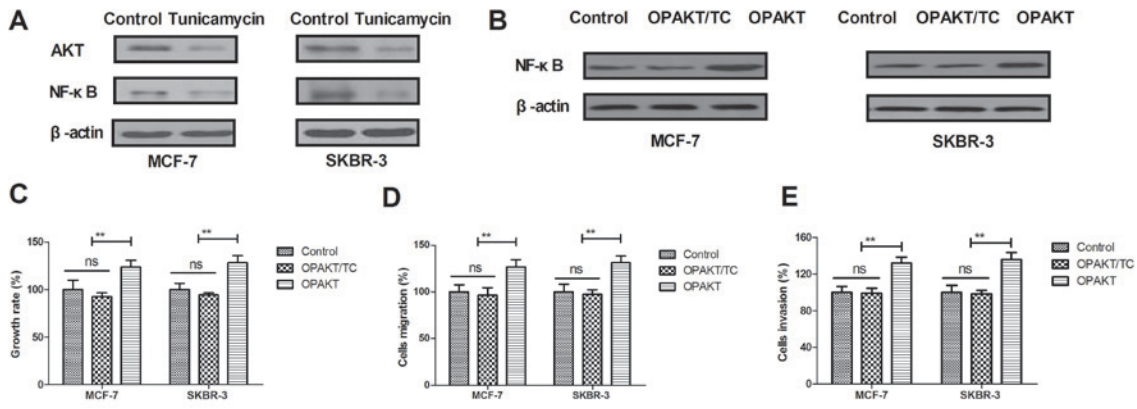 A
Control Tunicamycin
Control Tunicamycin
AKT
NF-κ B
β -actin
MCF-7
SKBR-3
B
Control OPAKT/TC OPAKT
Control OPAKT/TC OPAKT
NF-κ B
β -actin
MCF-7
SKBR-3
C
Growth rate (%)
150
100
50
0
**
ns
**
ns
MCF-7
SKBR-3
Control
OPAKT/TC
OPAKT
D
Cells migration (%)
150
100
50
0
**
ns
**
ns
MCF-7
SKBR-3
Control
OPAKT/TC
OPAKT
E
Cells invasion (%)
160
120
80
40
0
**
ns
**
ns
MCF-7
SKBR-3
Control
OPAKT/TC
OPAKT